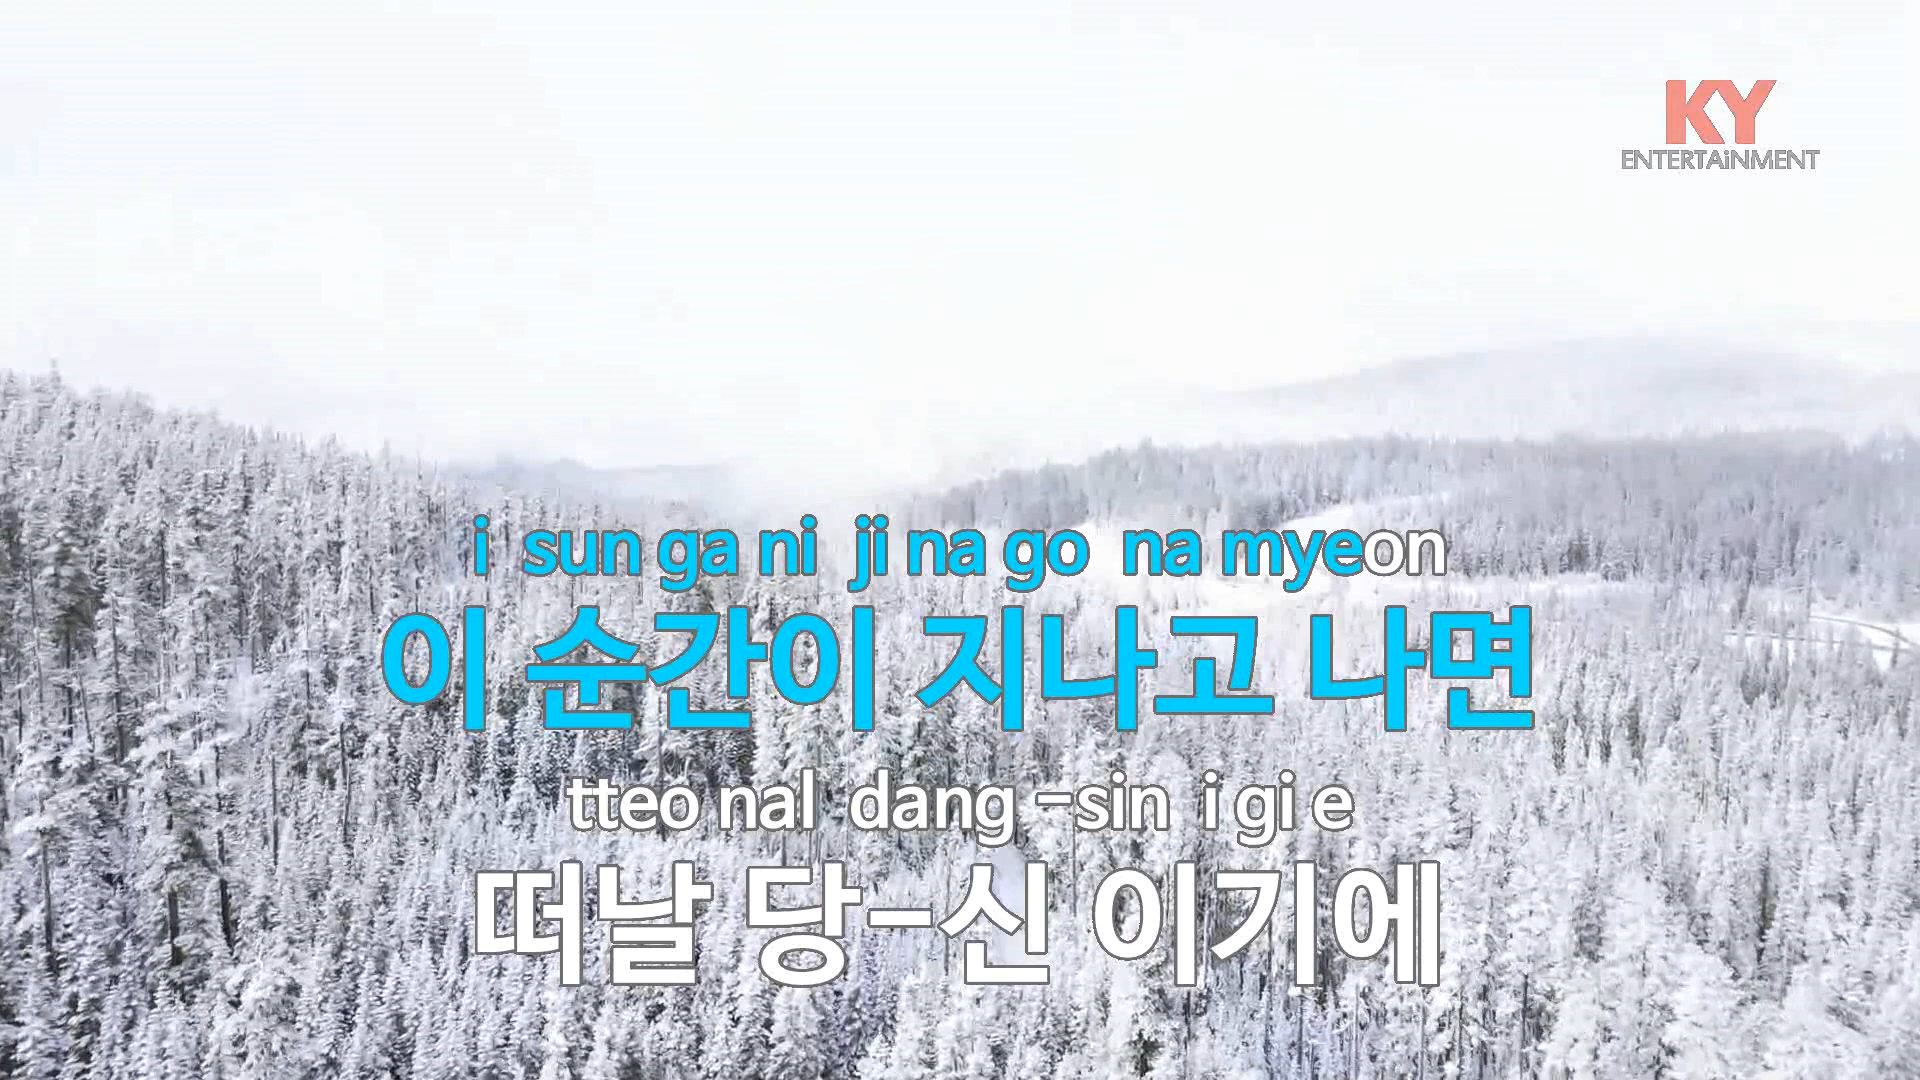 KY
ENTERTAiNMENT
i sun ga ni ji na go na myeon
이 순간이 지나고 나면
tteo nal dang -sin i gi e
떠날 당-신 이기에